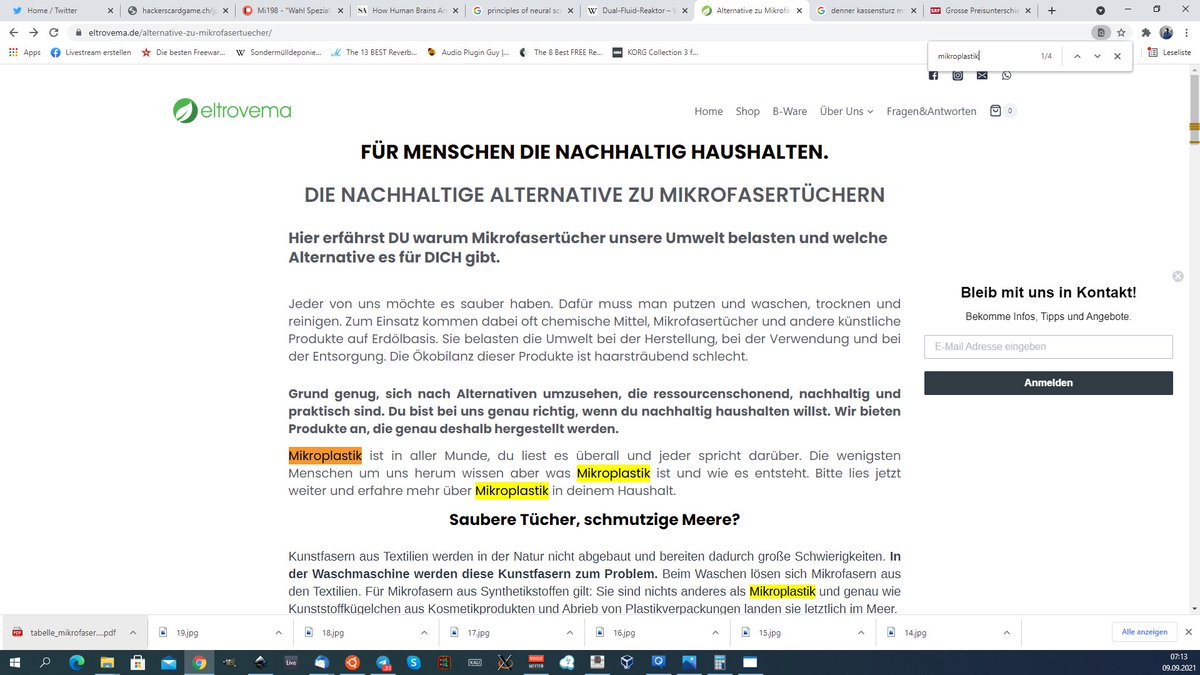 Home / Twitter
hackerscardgame.ch/j
Mi198 - "Wahl Spezial
How Human Brains Ar
principles of neural sci
Dual-Fluid-Reaktor – W
Alternative zu Mikrofa
denner kassensturz m
Grosse Preisunterschie
eltrovema.de/alternative-zu-mikrofasertuecher/
mikroplastik 1/4
Apps Livestream erstellen Die besten Freewar... Sondermülldeponie... The 13 BEST Reverb... Audio Plugin Guy |... The 8 Best FREE Re... KORG Collection 3 f... Leseliste
eltrovema
Home Shop B-Ware Über Uns Fragen&Antworten 0
FÜR MENSCHEN DIE NACHHALTIG HAUSHALTEN.
DIE NACHHALTIGE ALTERNATIVE ZU MIKROFASERTÜCHERN
Hier erfährst DU warum Mikrofasertücher unsere Umwelt belasten und welche
Alternative es für DICH gibt.
Jeder von uns möchte es sauber haben. Dafür muss man putzen und waschen, trocknen und
reinigen. Zum Einsatz kommen dabei oft chemische Mittel, Mikrofasertücher und andere künstliche
Produkte auf Erdölbasis. Sie belasten die Umwelt bei der Herstellung, bei der Verwendung und bei
der Entsorgung. Die Ökobilanz dieser Produkte ist haarsträubend schlecht.
Grund genug, sich nach Alternativen umzusehen, die ressourcenschonend, nachhaltig und
praktisch sind. Du bist bei uns genau richtig, wenn du nachhaltig haushalten willst. Wir bieten
Produkte an, die genau deshalb hergestellt werden.
Mikroplastik ist in aller Munde, du liest es überall und jeder spricht darüber. Die wenigsten
Menschen um uns herum wissen aber was Mikroplastik ist und wie es entsteht. Bitte lies jetzt
weiter und erfahre mehr über Mikroplastik in deinem Haushalt.
Saubere Tücher, schmutzige Meere?
Kunstfasern aus Textilien werden in der Natur nicht abgebaut und bereiten dadurch große Schwierigkeiten. In
der Waschmaschine werden diese Kunstfasern zum Problem. Beim Waschen lösen sich Mikrofasern aus
den Textilien. Für Mikrofasern aus Synthetikstoffen gilt: Sie sind nichts anderes als Mikroplastik und genau wie
Kunststoffkügelchen aus Kosmetikprodukten und Abrieb von Plastikverpackungen landen sie letztlich im Meer.
Bleib mit uns in Kontakt!
Bekomme Infos, Tipps und Angebote.
E-Mail Adresse eingeben
Anmelden
tabelle_mikrofaser....pdf 19.jpg 18.jpg 17.jpg 16.jpg 15.jpg 14.jpg Alle anzeigen
07:13
09.09.2021